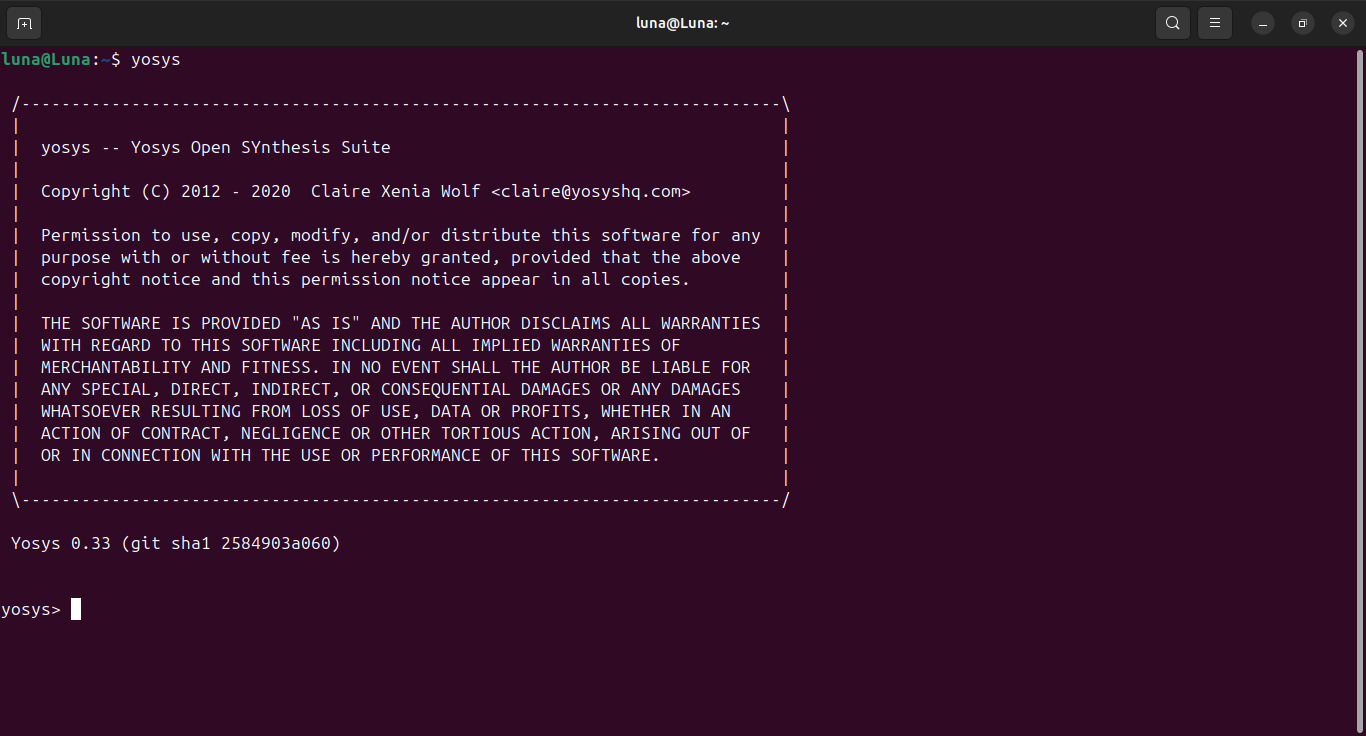 luna@Luna: ~
luna@Luna:~$ yosys
/----------------------------------------------------------------------------\
|                                                                            |
|  yosys -- Yosys Open SYnthesis Suite                                       |
|                                                                            |
|  Copyright (C) 2012 - 2020  Claire Xenia Wolf <claire@yosyshq.com>         |
|                                                                            |
|  Permission to use, copy, modify, and/or distribute this software for any  |
|  purpose with or without fee is hereby granted, provided that the above    |
|  copyright notice and this permission notice appear in all copies.         |
|                                                                            |
|  THE SOFTWARE IS PROVIDED "AS IS" AND THE AUTHOR DISCLAIMS ALL WARRANTIES  |
|  WITH REGARD TO THIS SOFTWARE INCLUDING ALL IMPLIED WARRANTIES OF          |
|  MERCHANTABILITY AND FITNESS. IN NO EVENT SHALL THE AUTHOR BE LIABLE FOR   |
|  ANY SPECIAL, DIRECT, INDIRECT, OR CONSEQUENTIAL DAMAGES OR ANY DAMAGES    |
|  WHATSOEVER RESULTING FROM LOSS OF USE, DATA OR PROFITS, WHETHER IN AN     |
|  ACTION OF CONTRACT, NEGLIGENCE OR OTHER TORTIOUS ACTION, ARISING OUT OF   |
|  OR IN CONNECTION WITH THE USE OR PERFORMANCE OF THIS SOFTWARE.            |
|                                                                            |
\----------------------------------------------------------------------------/
Yosys 0.33 (git sha1 2584903a060)
yosys>